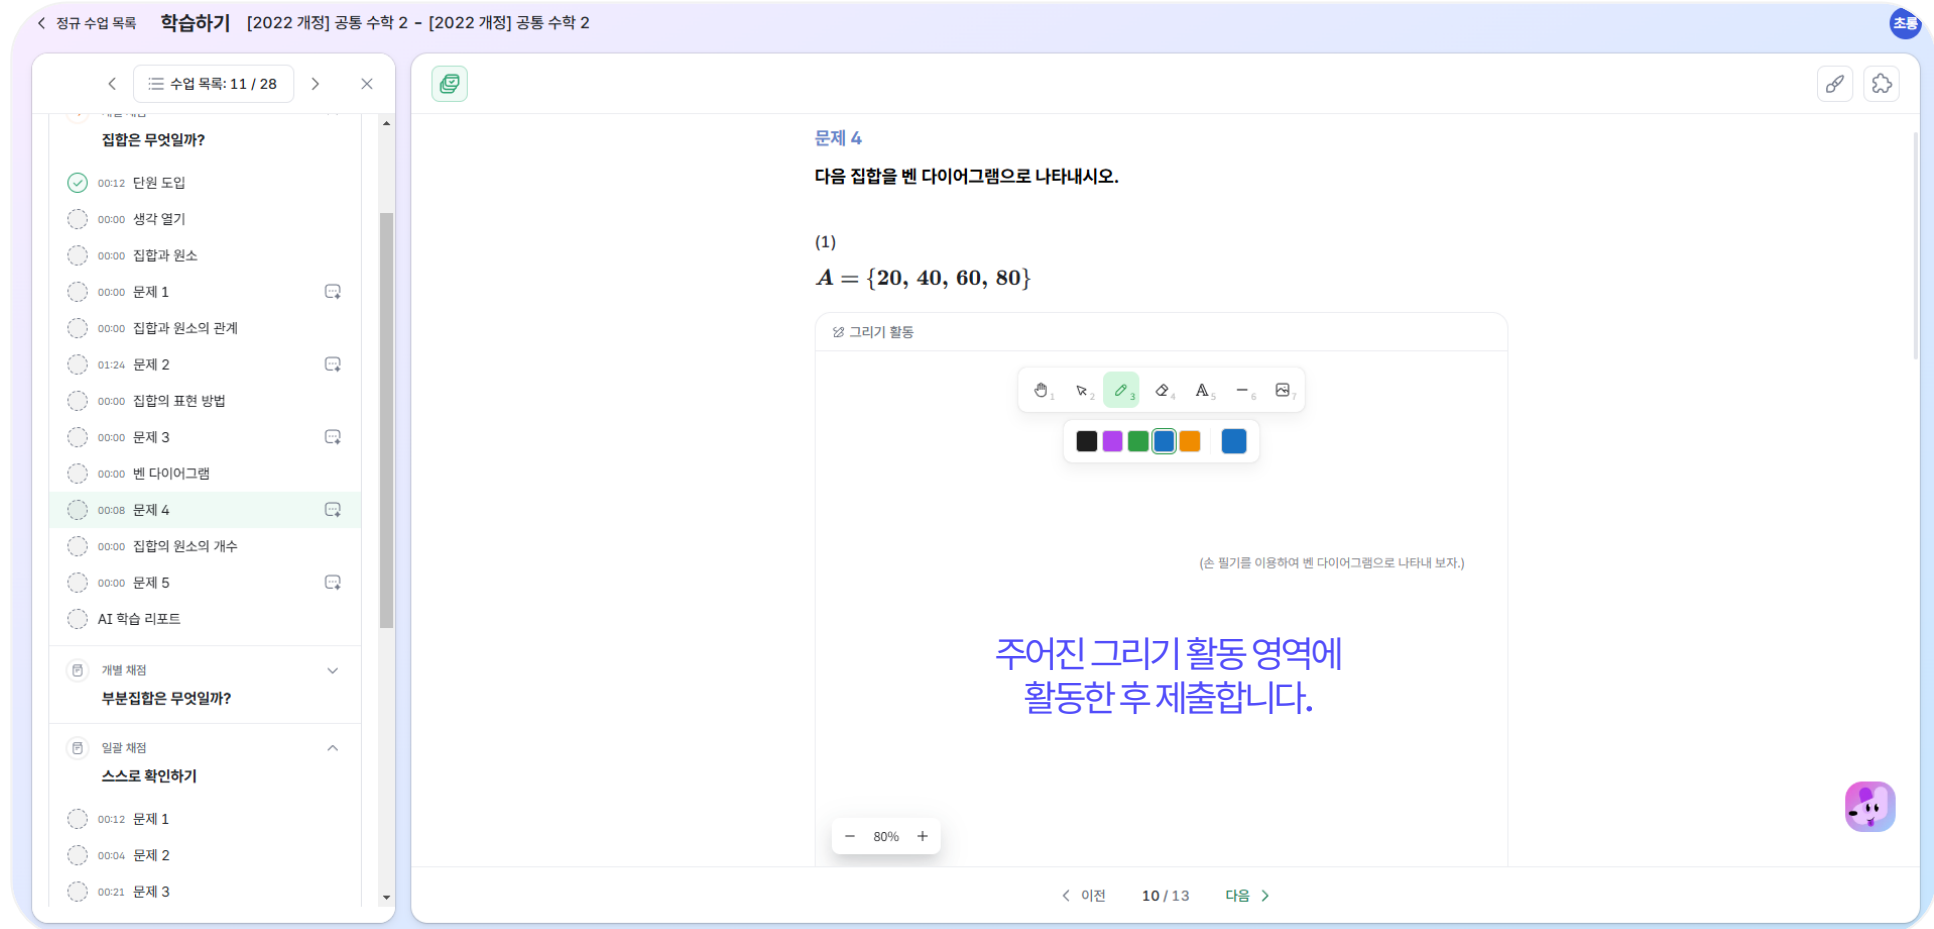 정규 수업 목록
학습하기
[2022 개정] 공통 수학 2 - [2022 개정] 공통 수학 2
초롱
수업 목록: 11 / 28
집합은 무엇일까?
00:12 단원 도입
00:00 생각 열기
00:00 집합과 원소
00:00 문제 1
00:00 집합과 원소의 관계
01:24 문제 2
00:00 집합의 표현 방법
00:00 문제 3
00:00 벤 다이어그램
00:08 문제 4
00:00 집합의 원소의 개수
00:00 문제 5
AI 학습 리포트
개별 채점
부분집합은 무엇일까?
일괄 채점
스스로 확인하기
00:12 문제 1
00:04 문제 2
00:21 문제 3
문제 4
다음 집합을 벤 다이어그램으로 나타내시오.
(1)
A = {20, 40, 60, 80}
그리기 활동
1 2 3 4 A 5 6 7
(손 필기를 이용하여 벤 다이어그램으로 나타내 보자.)
주어진 그리기 활동 영역에
활동한 후 제출합니다.
− 80% +
이전 10 / 13 다음